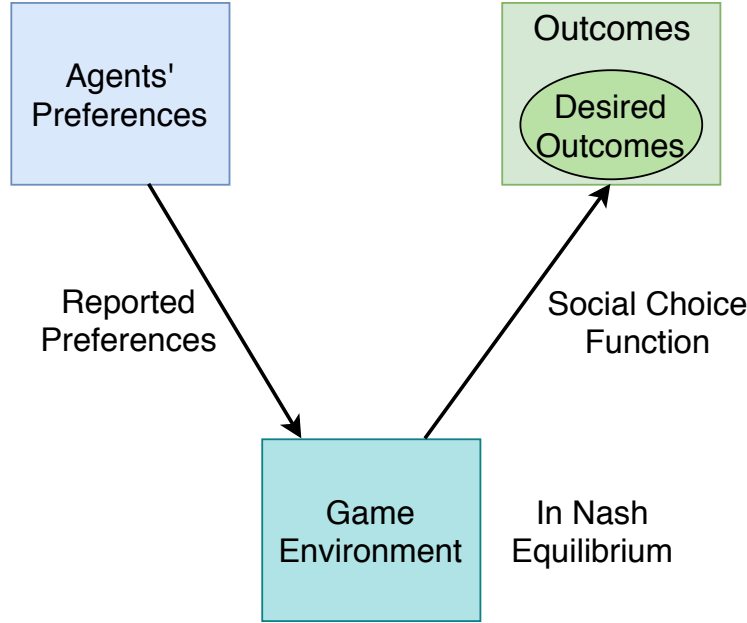 Agents'
Preferences
Outcomes
Desired
Outcomes
Reported
Preferences
Social Choice
Function
Game
Environment
In Nash
Equilibrium